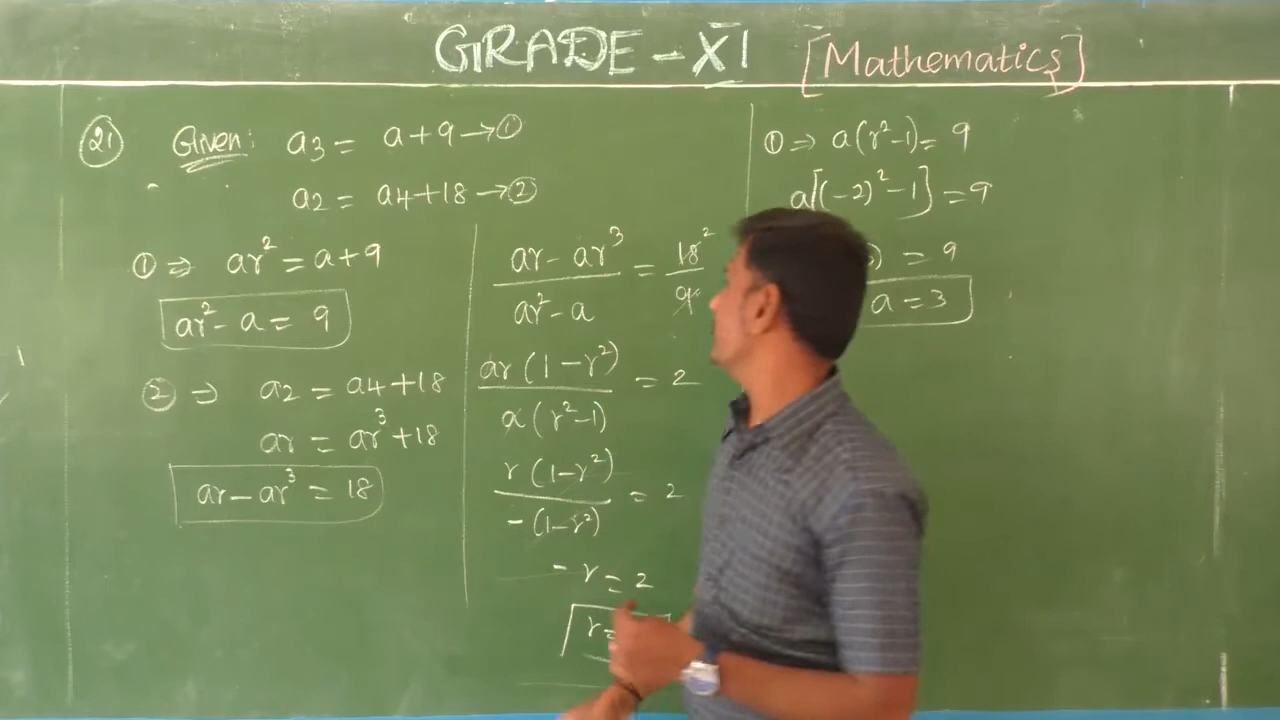 GRADE - XI [Mathematics]
21 Given: a3 = a+9 → ①
a2 = a4+18 → ②
① ⇒ ar² = a+9
ar² - a = 9
② ⇒ a2 = a4+18
ar = ar³+18
ar - ar³ = 18
ar - ar³ / ar² - a = 18 2 / 9
ar (1 - r²) / a (r² - 1) = 2
r (1 - r²) / - (1 - r²) = 2
- r = 2
r =
① ⇒ a(r² - 1) = 9
a[(-2)² - 1] = 9
) = 9
a = 3